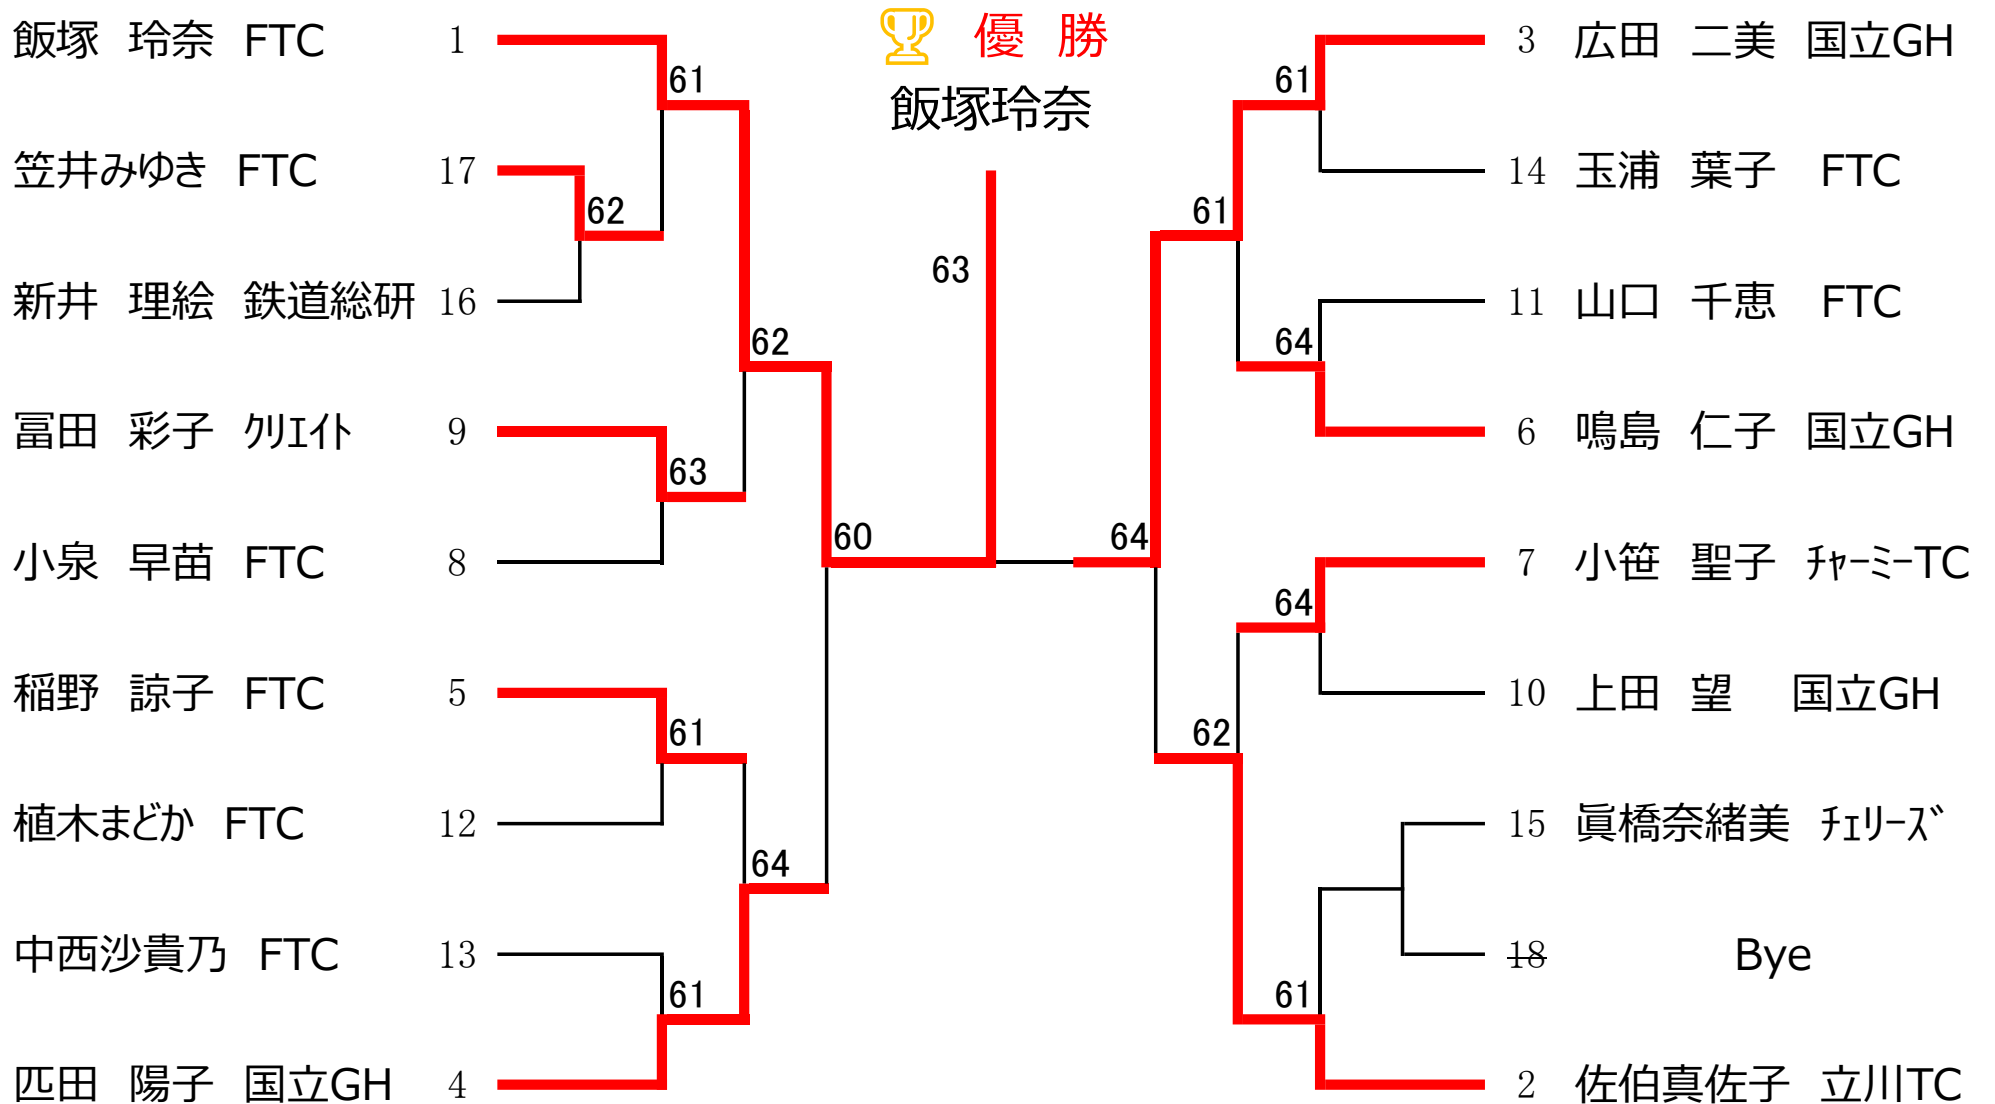 優　勝
飯塚玲奈
飯塚　玲奈　FTC　1
61
笠井みゆき　FTC　17
62
新井　理絵　鉄道総研　16
62
冨田　彩子　ｸﾘｴｲﾄ　9
63
小泉　早苗　FTC　8
60
稲野　諒子　FTC　5
61
植木まどか　FTC　12
64
中西沙貴乃　FTC　13
61
匹田　陽子　国立GH　4
63
3　広田　二美　国立GH
61
14　玉浦　葉子　FTC
61
11　山口　千恵　FTC
64
6　鳴島　仁子　国立GH
64
7　小笹　聖子　ﾁｬｰﾐｰTC
64
10　上田　望　国立GH
62
15　眞橋奈緒美　ﾁｪﾘｰｽﾞ
18　Bye
61
2　佐伯真佐子　立川TC